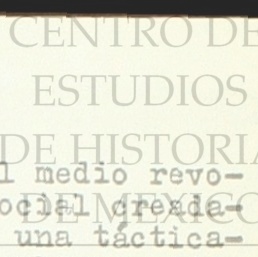 CENTRO DE
ESTUDIOS
DE HISTORIA
l medio revo-
DE MEXICO
ocial creada-
una táctica-